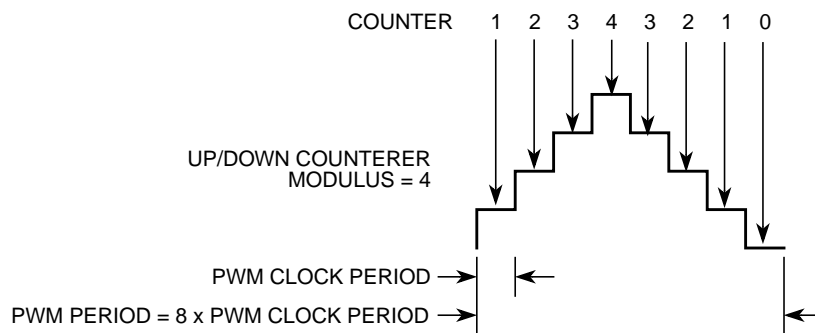 COUNTER 1 2 3 4 3 2 1 0
UP/DOWN COUNTERER
MODULUS = 4
PWM CLOCK PERIOD
PWM PERIOD = 8 x PWM CLOCK PERIOD